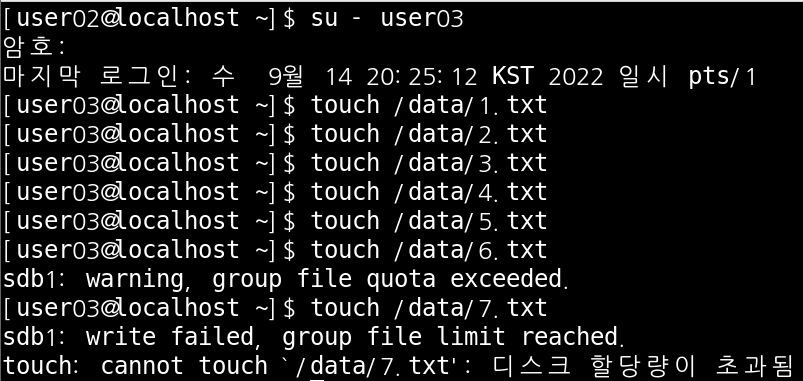 [user02@localhost ~]$ su - user03
암호:
마지막 로그인: 수  9월 14 20:25:12 KST 2022 일시 pts/1
[user03@localhost ~]$ touch /data/1.txt
[user03@localhost ~]$ touch /data/2.txt
[user03@localhost ~]$ touch /data/3.txt
[user03@localhost ~]$ touch /data/4.txt
[user03@localhost ~]$ touch /data/5.txt
[user03@localhost ~]$ touch /data/6.txt
sdb1: warning, group file quota exceeded.
[user03@localhost ~]$ touch /data/7.txt
sdb1: write failed, group file limit reached.
touch: cannot touch `/data/7.txt': 디스크 할당량이 초과됨